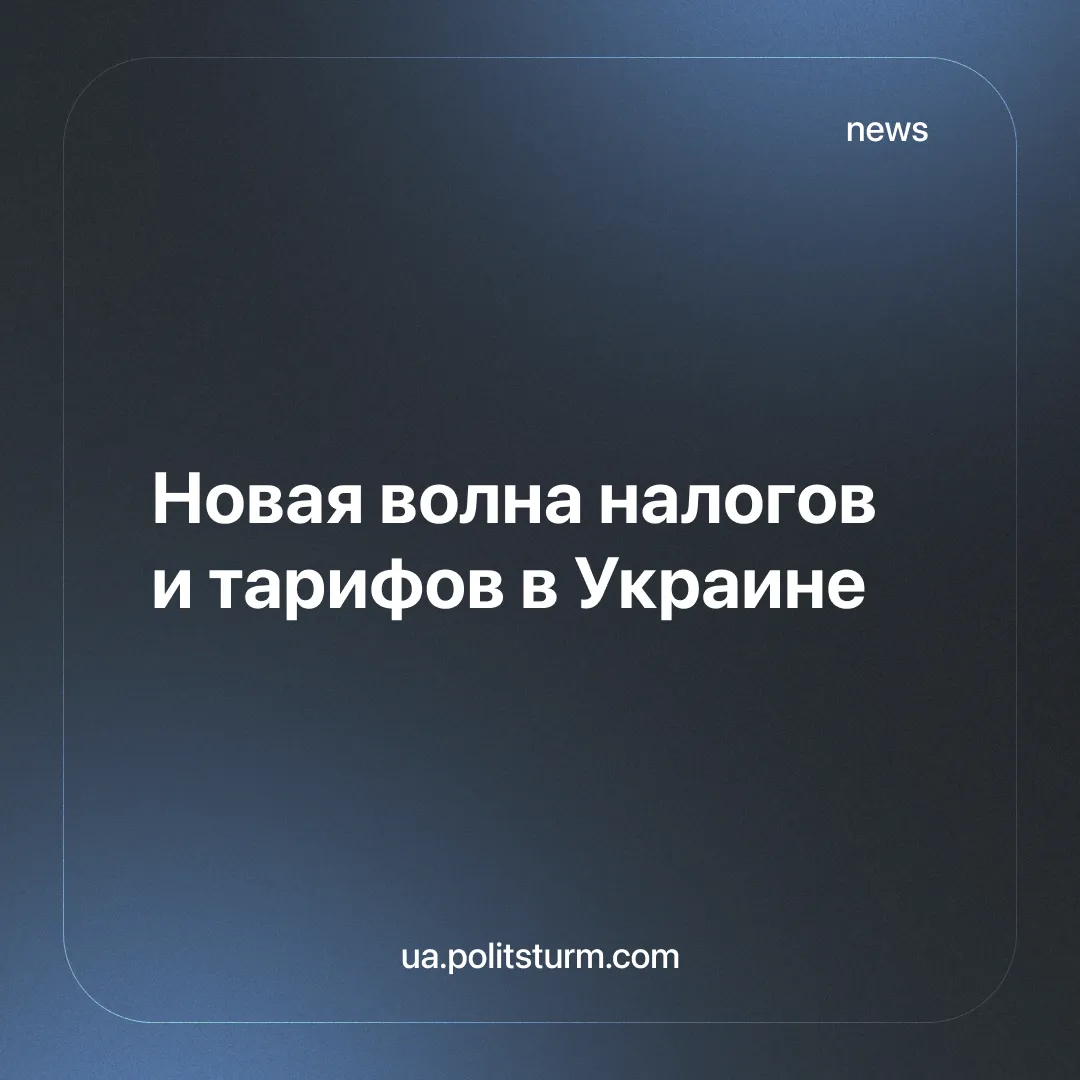 news
Новая волна налогов
и тарифов в Украине
ua.politsturm.com